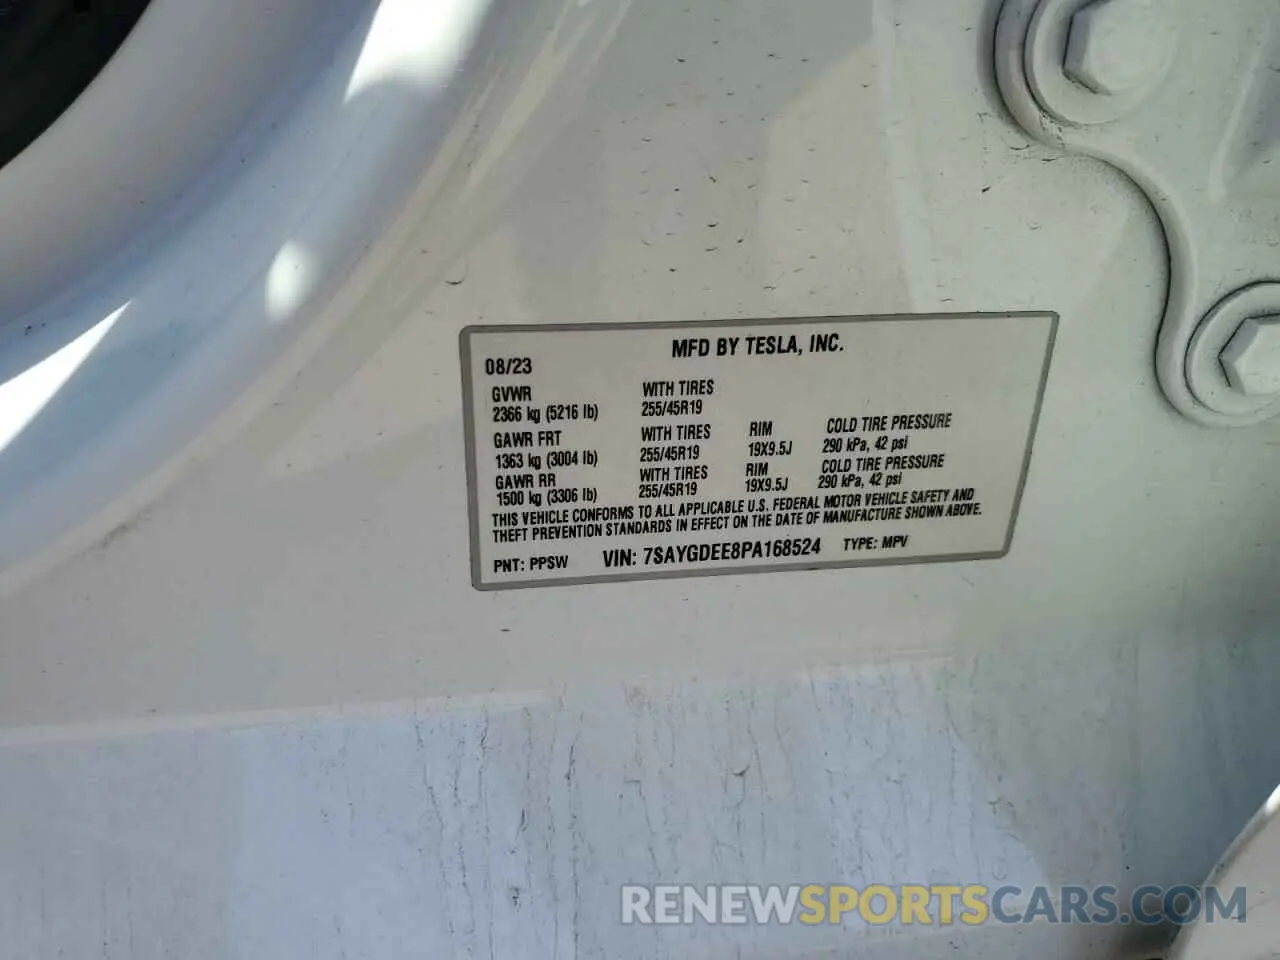 MFD BY TESLA, INC.
08/23
GVWR WITH TIRES
2366 kg (5216 lb) 255/45R19
GAWR FRT WITH TIRES RIM COLD TIRE PRESSURE
1363 kg (3004 lb) 255/45R19 19X9.5J 290 kPa, 42 psi
GAWR RR WITH TIRES RIM COLD TIRE PRESSURE
1500 kg (3306 lb) 255/45R19 19X9.5J 290 kPa, 42 psi
THIS VEHICLE CONFORMS TO ALL APPLICABLE U.S. FEDERAL MOTOR VEHICLE SAFETY AND
THEFT PREVENTION STANDARDS IN EFFECT ON THE DATE OF MANUFACTURE SHOWN ABOVE.
PNT: PPSW VIN: 7SAYGDEE8PA168524 TYPE: MPV
RENEWSPORTSCARS.COM